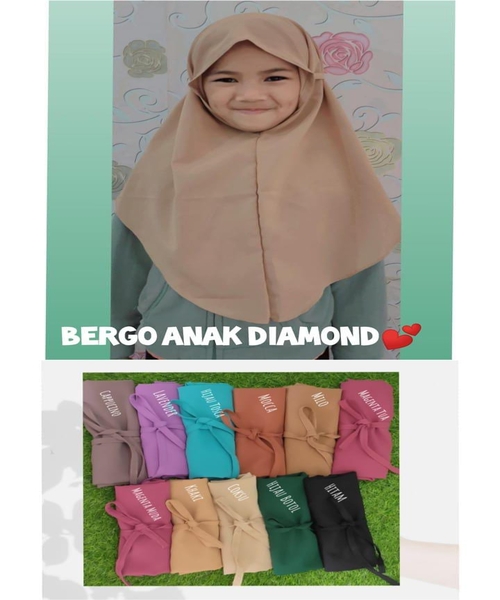 BERGO ANAK DIAMOND
CAPPUCINO
LAVENDER
HIJAU TOSCA
MOCCA
MILO
MAGENTA TUA
MAGENTA MUDA
KHAKI
COKSU
HIJAU BOTOL
HITAM